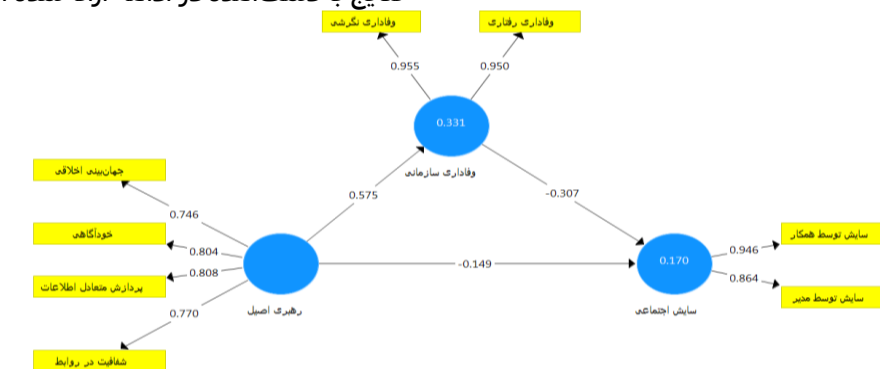 وفاداری نگرشی
وفاداری رفتاری
0.955
0.950
0.331
وفاداری سازمانی
جهان‌بینی اخلاقی
0.746
0.575
-0.307
خودآگاهی
0.804
سایش توسط همکار
0.946
-0.149
0.170
پردازش متعادل اطلاعات
0.808
0.864
سایش توسط مدیر
رهبری اصیل
سایش اجتماعی
0.770
شفافیت در روابط